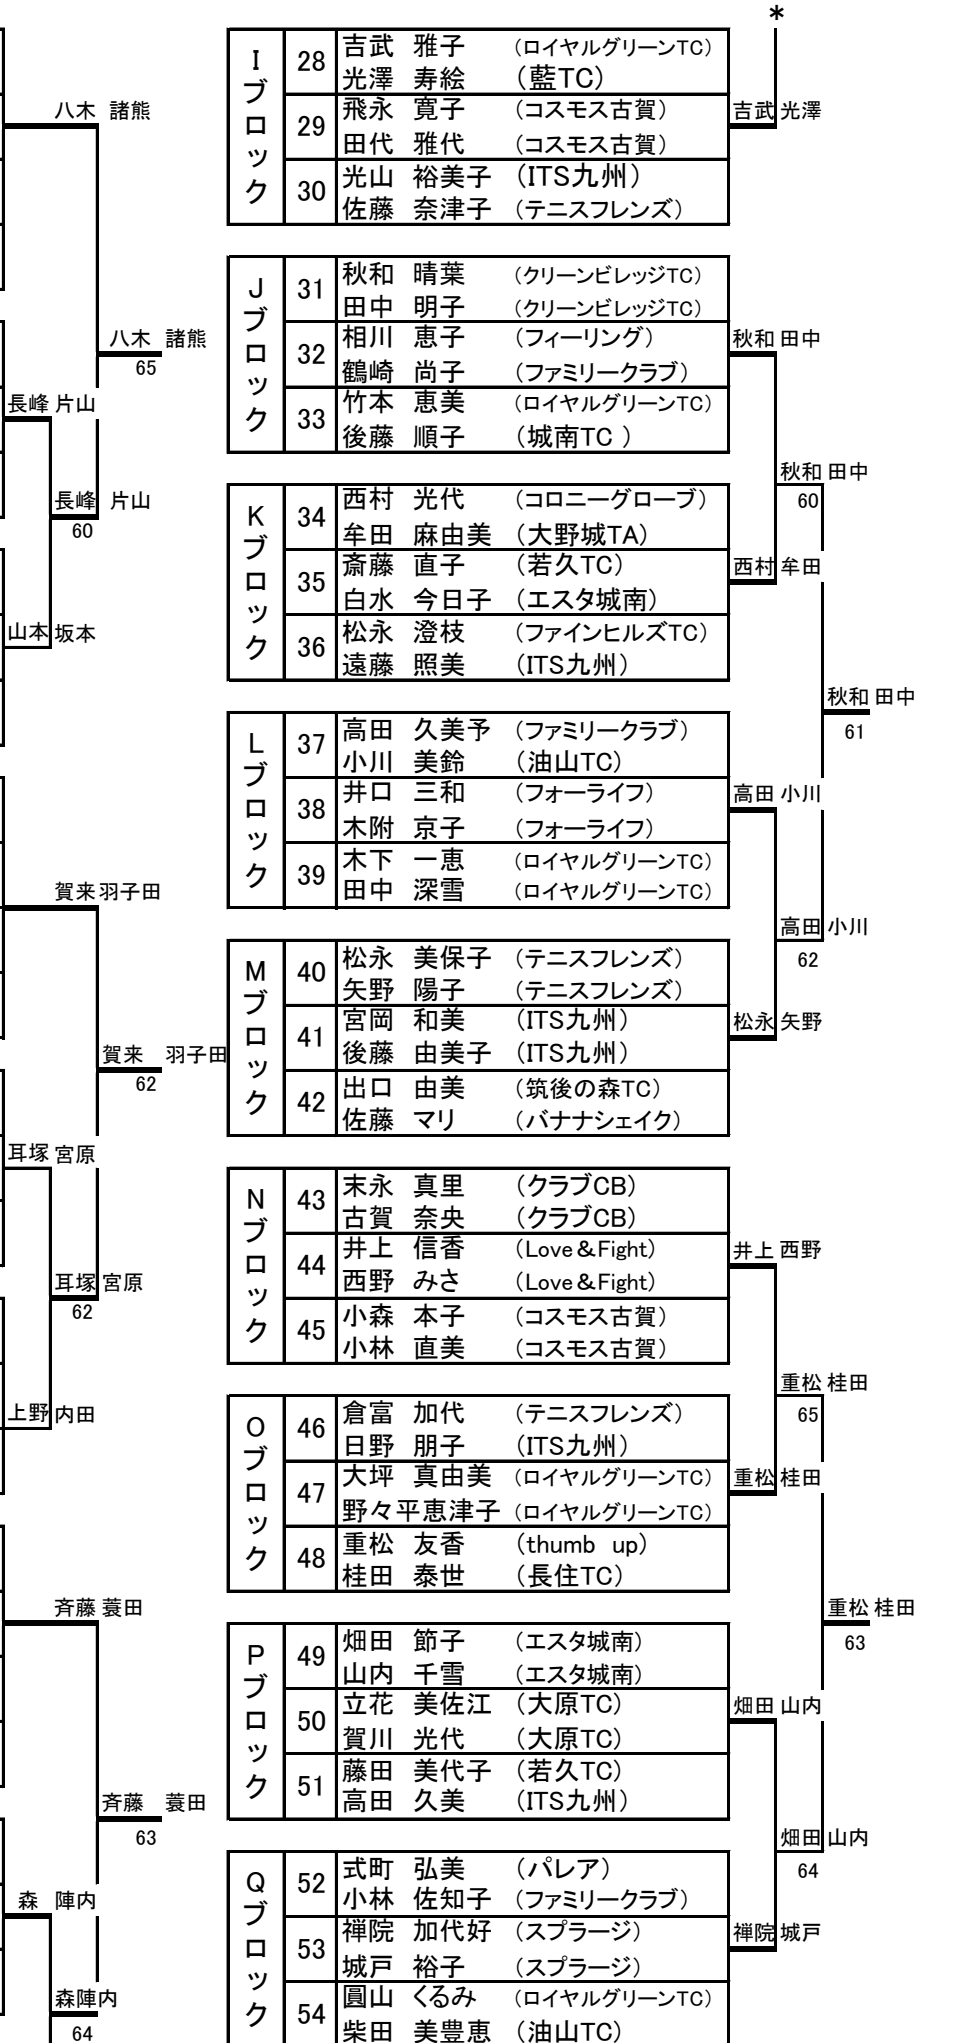 *
八木 諸熊
八木 諸熊
65
長峰 片山
長峰 片山
60
山本 坂本
賀来 羽子田
賀来 羽子田
62
耳塚 宮原
耳塚 宮原
62
上野 内田
斉藤 蓑田
斉藤 蓑田
63
森 陣内
森陣内
64
Iブロック
28
吉武 雅子 (ロイヤルグリーンTC)
光澤 寿絵 (藍TC)
29
飛永 寛子 (コスモス古賀)
田代 雅代 (コスモス古賀)
30
光山 裕美子 (ITS九州)
佐藤 奈津子 (テニスフレンズ)
Jブロック
31
秋和 晴葉 (クリーンビレッジTC)
田中 明子 (クリーンビレッジTC)
32
相川 恵子 (フィーリング)
鶴崎 尚子 (ファミリークラブ)
33
竹本 恵美 (ロイヤルグリーンTC)
後藤 順子 (城南TC )
Kブロック
34
西村 光代 (コロニーグローブ)
牟田 麻由美 (大野城TA)
35
斎藤 直子 (若久TC)
白水 今日子 (エスタ城南)
36
松永 澄枝 (ファインヒルズTC)
遠藤 照美 (ITS九州)
Lブロック
37
高田 久美予 (ファミリークラブ)
小川 美鈴 (油山TC)
38
井口 三和 (フォーライフ)
木附 京子 (フォーライフ)
39
木下 一恵 (ロイヤルグリーンTC)
田中 深雪 (ロイヤルグリーンTC)
Mブロック
40
松永 美保子 (テニスフレンズ)
矢野 陽子 (テニスフレンズ)
41
宮岡 和美 (ITS九州)
後藤 由美子 (ITS九州)
42
出口 由美 (筑後の森TC)
佐藤 マリ (バナナシェイク)
Nブロック
43
末永 真里 (クラブCB)
古賀 奈央 (クラブCB)
44
井上 信香 (Love&Fight)
西野 みさ (Love&Fight)
45
小森 本子 (コスモス古賀)
小林 直美 (コスモス古賀)
Oブロック
46
倉富 加代 (テニスフレンズ)
日野 朋子 (ITS九州)
47
大坪 真由美 (ロイヤルグリーンTC)
野々平恵津子 (ロイヤルグリーンTC)
48
重松 友香 (thumb up)
桂田 泰世 (長住TC)
Pブロック
49
畑田 節子 (エスタ城南)
山内 千雪 (エスタ城南)
50
立花 美佐江 (大原TC)
賀川 光代 (大原TC)
51
藤田 美代子 (若久TC)
高田 久美 (ITS九州)
Qブロック
52
式町 弘美 (パレア)
小林 佐知子 (ファミリークラブ)
53
禅院 加代好 (スプラージ)
城戸 裕子 (スプラージ)
54
圓山 くるみ (ロイヤルグリーンTC)
柴田 美豊恵 (油山TC)
吉武 光澤
秋和 田中
秋和 田中
60
西村 牟田
秋和 田中
61
高田 小川
高田 小川
62
松永 矢野
井上 西野
重松 桂田
65
重松 桂田
重松 桂田
63
畑田 山内
畑田 山内
64
禅院 城戸